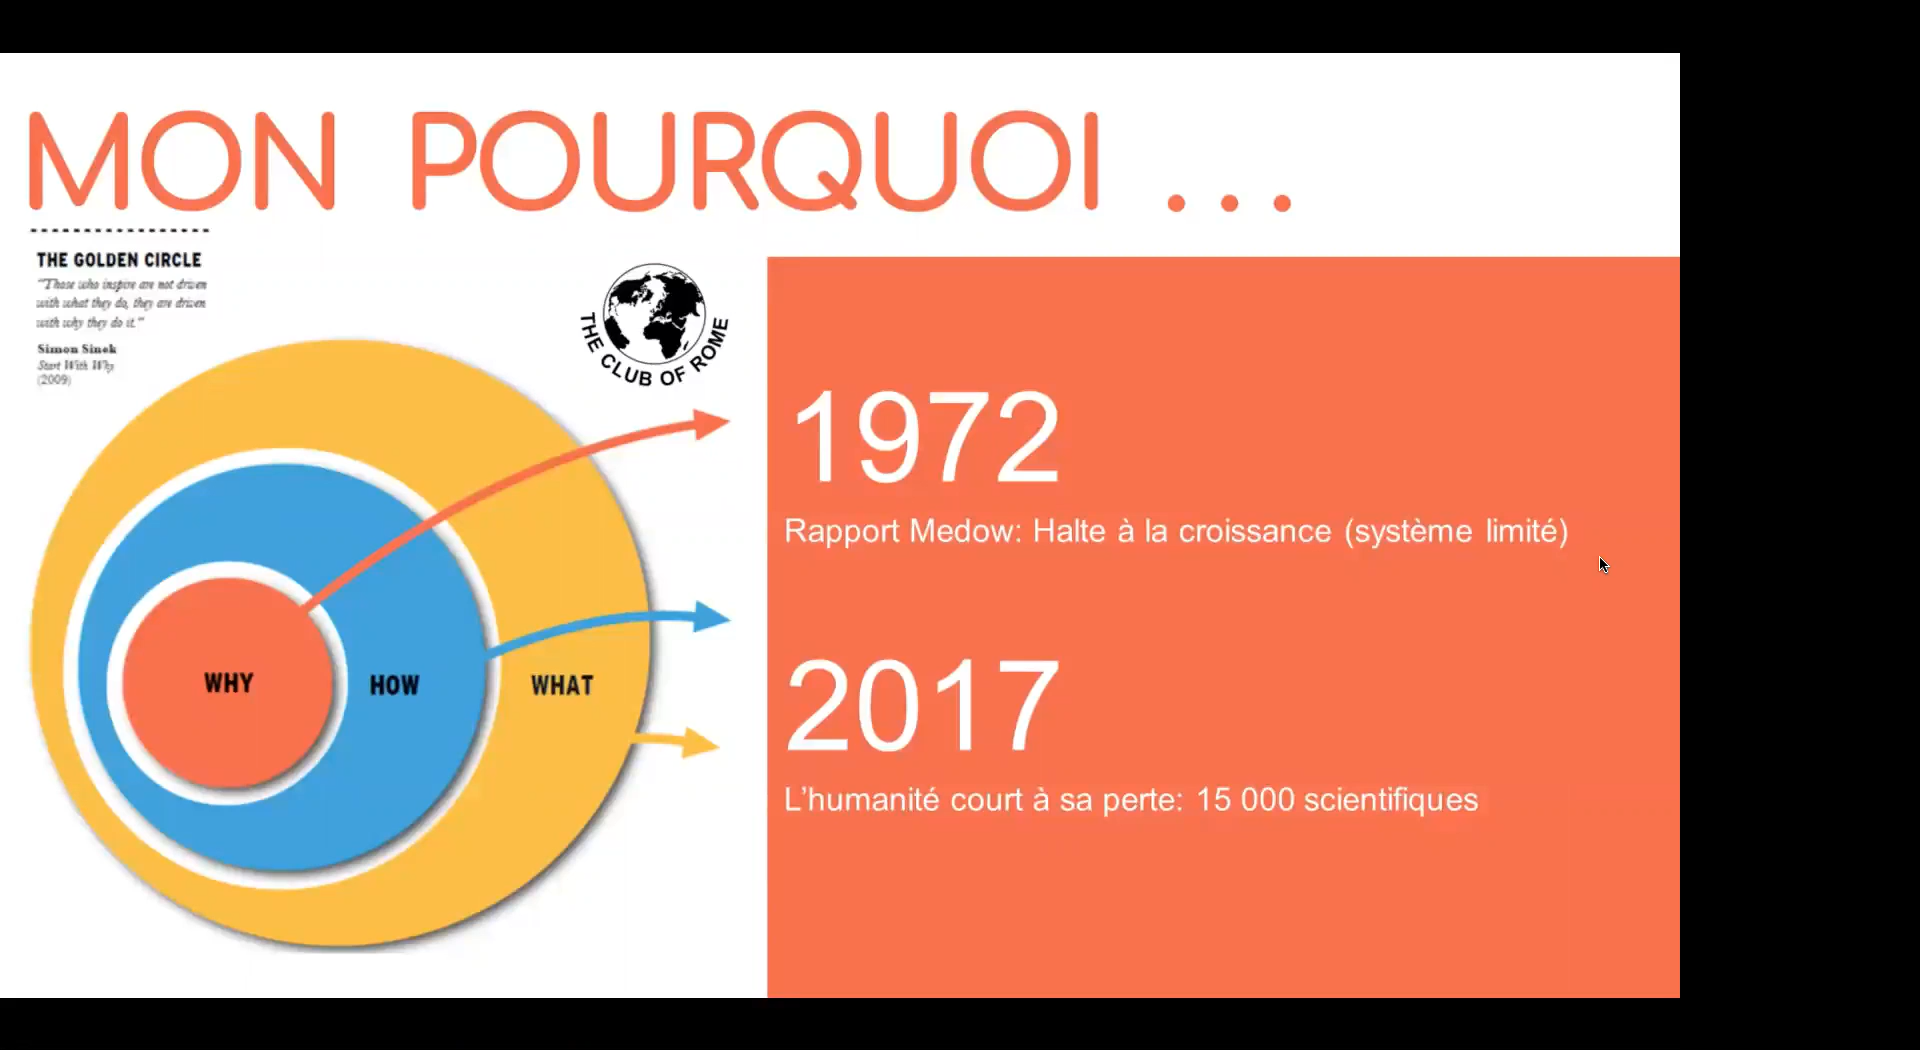 MON POURQUOI ...
THE GOLDEN CIRCLE
"Those who inspire are not driven
with what they do, they are driven
with why they do it."
Simon Sinek
Start With Why
(2009)
THE CLUB OF ROME
WHY
HOW
WHAT
1972
Rapport Medow: Halte à la croissance (système limité)
2017
L’humanité court à sa perte: 15 000 scientifiques